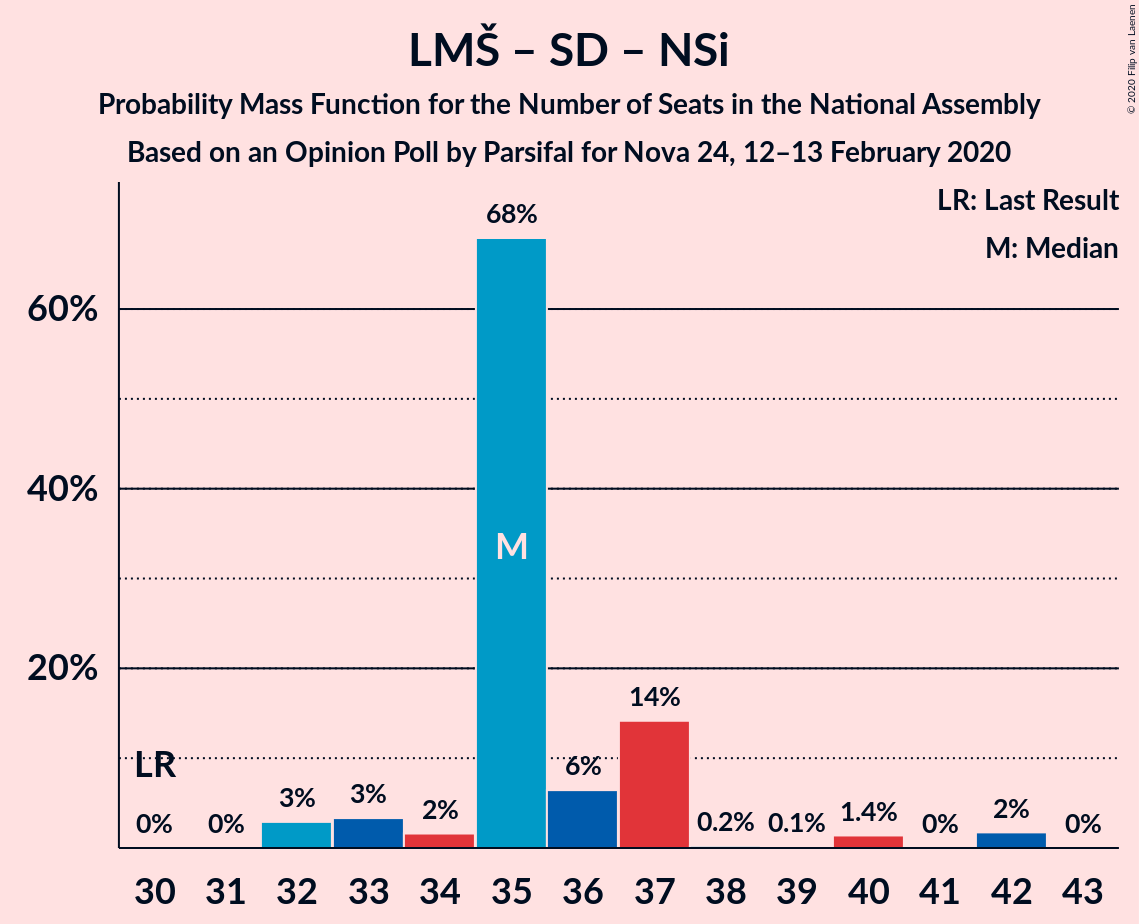 LMŠ – SD – NSi
Probability Mass Function for the Number of Seats in the National Assembly
Based on an Opinion Poll by Parsifal for Nova 24, 12–13 February 2020
© 2020 Filip van Laenen
LR: Last Result
M: Median
60%
40%
20%
68%
M
LR
0%
0%
3%
3%
2%
6%
14%
0.2%
0.1%
1.4%
0%
2%
0%
30 31 32 33 34 35 36 37 38 39 40 41 42 43